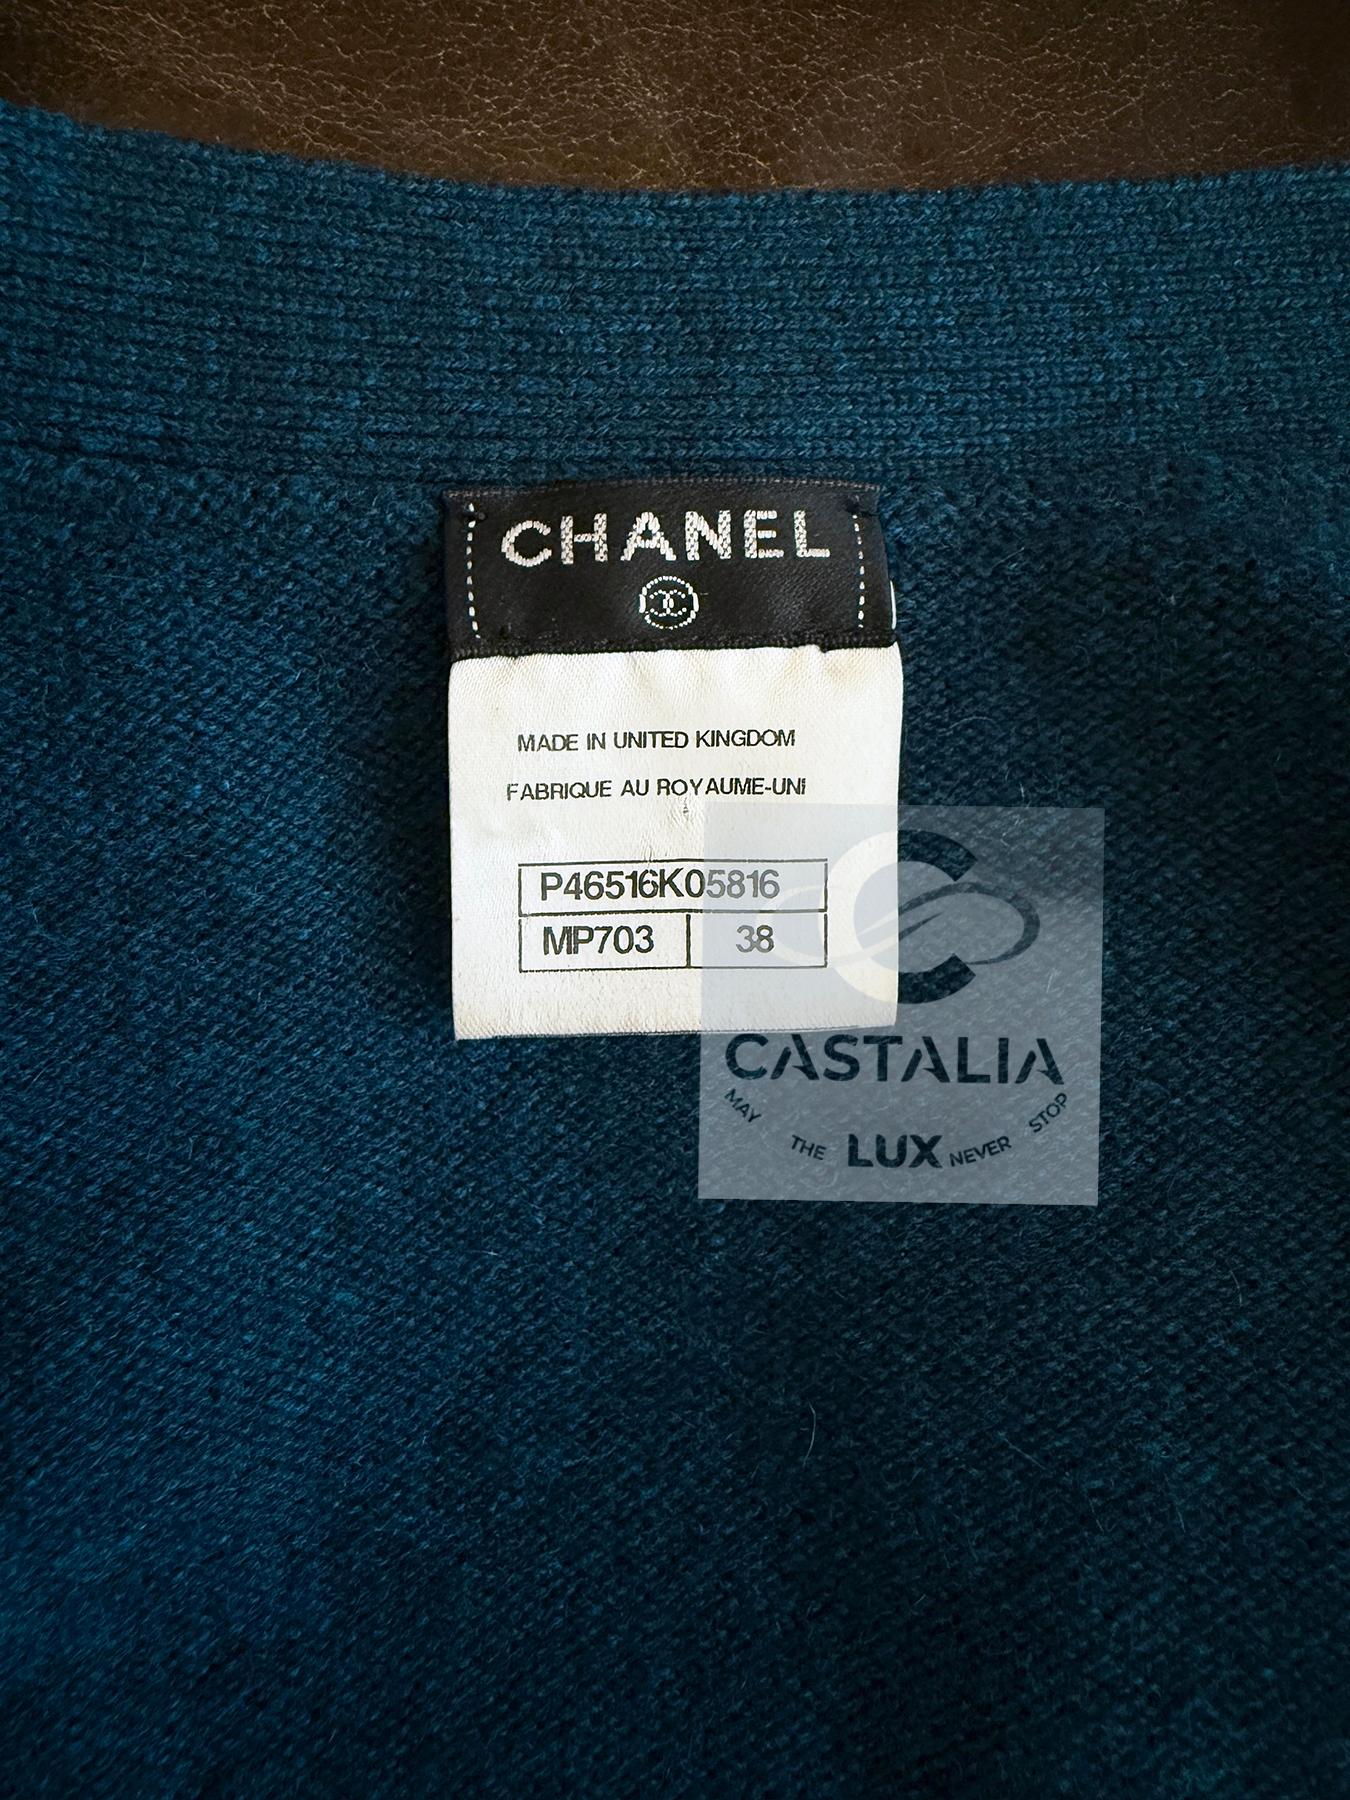 CHANEL
MADE IN UNITED KINGDOM
FABRIQUE AU ROYAUME-UNI
P46516K05816
MP703 38
CASTALIA
MAY THE LUX NEVER STOP